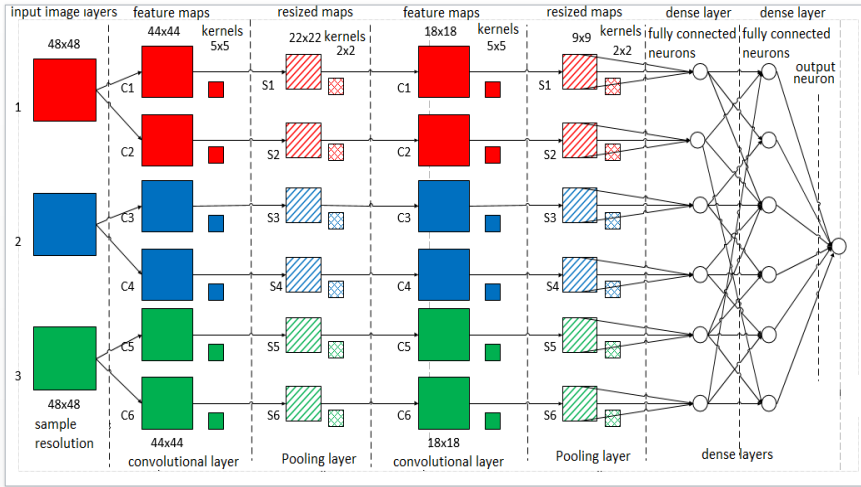 input image layers feature maps resized maps feature maps resized maps dense layer dense layer
48x48 44x44 kernels 22x22 kernels 18x18 kernels 9x9 kernels fully connected fully connected
5x5 2x2 5x5 2x2 neurons neurons
output
neuron
1 C1 S1 C1 S1
C2 S2 C2 S2
2 C3 S3 C3 S3
C4 S4 C4 S4
3 C5 S5 C5 S5
C6 S6 C6 S6
48x48
sample
resolution
44x44 18x18
convolutional layer Pooling layer convolutional layer Pooling layer dense layers